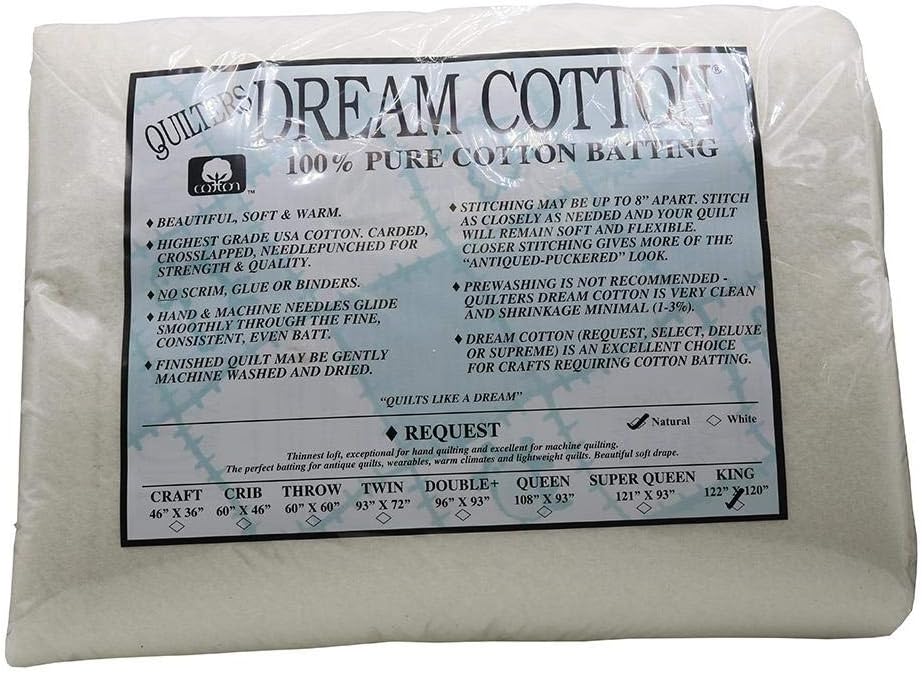 QUILTERS DREAM COTTON®
100% PURE COTTON BATTING
cotton™
♦ BEAUTIFUL, SOFT & WARM.
♦ HIGHEST GRADE USA COTTON. CARDED,
CROSSLAPPED, NEEDLEPUNCHED FOR
STRENGTH & QUALITY.
♦ NO SCRIM, GLUE OR BINDERS.
♦ HAND & MACHINE NEEDLES GLIDE
SMOOTHLY THROUGH THE FINE,
CONSISTENT, EVEN BATT.
♦ FINISHED QUILT MAY BE GENTLY
MACHINE WASHED AND DRIED.
♦ STITCHING MAY BE UP TO 8" APART. STITCH
AS CLOSELY AS NEEDED AND YOUR QUILT
WILL REMAIN SOFT AND FLEXIBLE.
CLOSER STITCHING GIVES MORE OF THE
"ANTIQUED-PUCKERED" LOOK.
♦ PREWASHING IS NOT RECOMMENDED -
QUILTERS DREAM COTTON IS VERY CLEAN
AND SHRINKAGE MINIMAL (1-3%).
♦ DREAM COTTON (REQUEST, SELECT, DELUXE
OR SUPREME) IS AN EXCELLENT CHOICE
FOR CRAFTS REQUIRING COTTON BATTING.
"QUILTS LIKE A DREAM"
Natural ◇ White
♦ REQUEST
Thinnest loft, exceptional for hand quilting and excellent for machine quilting.
The perfect batting for antique quilts, wearables, warm climates and lightweight quilts. Beautiful soft drape.
CRAFT CRIB THROW TWIN DOUBLE+ QUEEN SUPER QUEEN KING
46" X 36" 60" X 46" 60" X 60" 93" X 72" 96" X 93" 108" X 93" 121" X 93" 122" X 120"